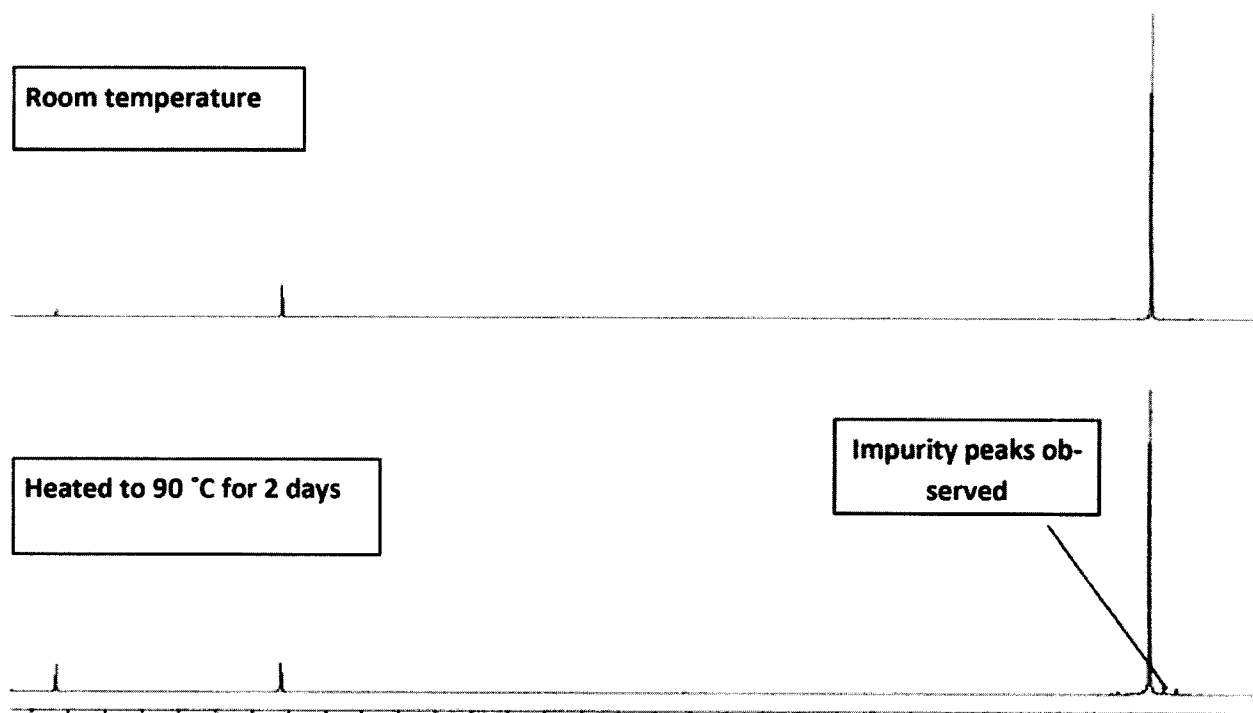 Room temperature
Impurity peaks ob-
served
Heated to 90 ˚C for 2 days